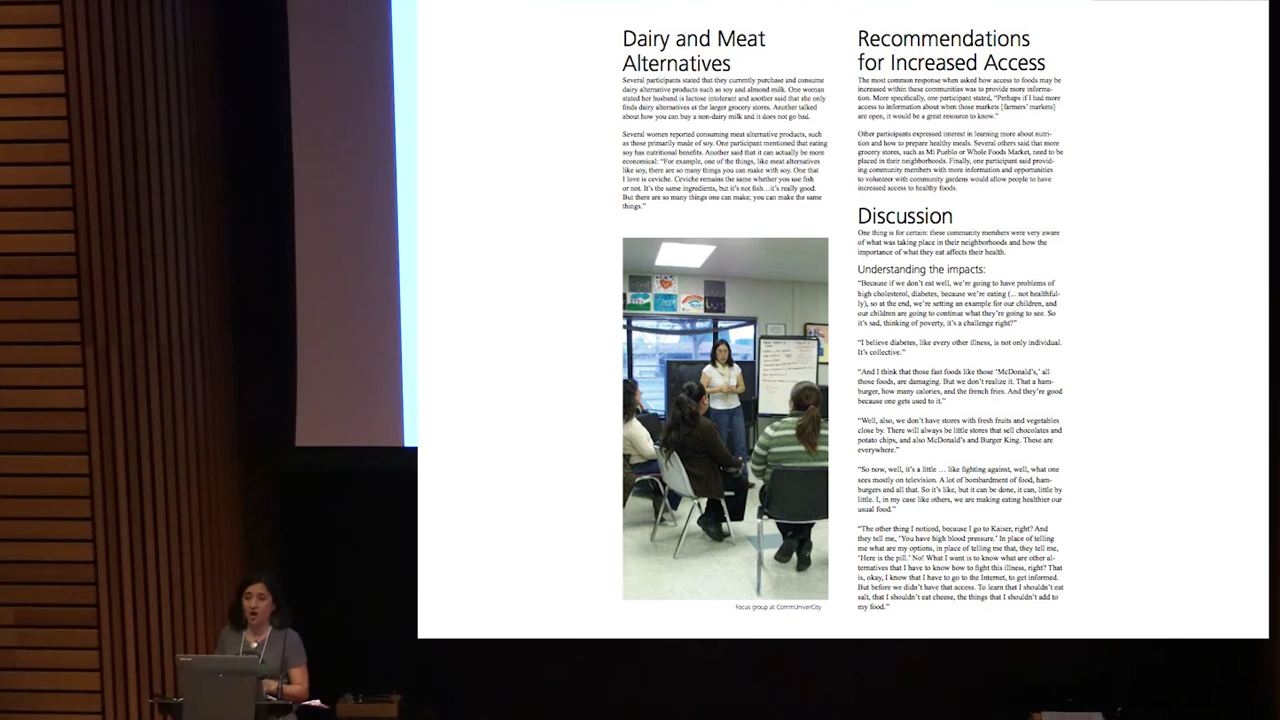 Dairy and Meat
Alternatives
Several participants stated that they currently purchase and consume
dairy alternative products such as soy and almond milk. One woman
stated her husband is lactose intolerant and another said that she only
finds dairy alternatives at the larger grocery stores. Another talked
about how you can buy a non-dairy milk and it does not go bad.
Several women reported consuming meat alternative products, such
as those primarily made of soy. One participant mentioned that eating
soy has nutritional benefits. Another said that it can actually be more
economical: “For example, one of the things, like meat alternatives
like soy, there are so many things you can make with soy. One that
I love is ceviche. Ceviche remains the same whether you use fish
or not. It’s the same ingredients, but it’s not fish…it’s really good.
But there are so many things one can make; you can make the same
things.”
Focus group at CommUniverCity
Recommendations
for Increased Access
The most common response when asked how access to foods may be
increased within these communities was to provide more informa-
tion. More specifically, one participant stated, “Perhaps if I had more
access to information about when those markets [farmers’ markets]
are open, it would be a great resource to know.”
Other participants expressed interest in learning more about nutri-
tion and how to prepare healthy meals. Several others said that more
grocery stores, such as Mi Pueblo or Whole Foods Market, need to be
placed in their neighborhoods. Finally, one participant said provid-
ing community members with more information and opportunities
to volunteer with community gardens would allow people to have
increased access to healthy foods.
Discussion
One thing is for certain: these community members were very aware
of what was taking place in their neighborhoods and how the
importance of what they eat affects their health.
Understanding the impacts:
“Because if we don’t eat well, we’re going to have problems of
high cholesterol, diabetes, because we’re eating (... not healthful-
ly), so at the end, we’re setting an example for our children, and
our children are going to continue what they’re going to see. So
it’s sad, thinking of poverty, it’s a challenge right?”
“I believe diabetes, like every other illness, is not only individual.
It’s collective.”
“And I think that those fast foods like those ‘McDonald’s,’ all
those foods, are damaging. But we don’t realize it. That a ham-
burger, how many calories, and the french fries. And they’re good
because one gets used to it.”
“Well, also, we don’t have stores with fresh fruits and vegetables
close by. There will always be little stores that sell chocolates and
potato chips, and also McDonald’s and Burger King. These are
everywhere.”
“So now, well, it’s a little … like fighting against, well, what one
sees mostly on television. A lot of bombardment of food, ham-
burgers and all that. So it’s like, but it can be done, it can, little by
little. I, in my case like others, we are making eating healthier our
usual food.”
“The other thing I noticed, because I go to Kaiser, right? And
they tell me, ‘You have high blood pressure.’ In place of telling
me what are my options, in place of telling me that, they tell me,
‘Here is the pill.’ No! What I want is to know what are other al-
ternatives that I have to know how to fight this illness, right? That
is, okay, I know that I have to go to the Internet, to get informed.
But before we didn’t have that access. To learn that I shouldn’t eat
salt, that I shouldn’t eat cheese, the things that I shouldn’t add to
my food.”